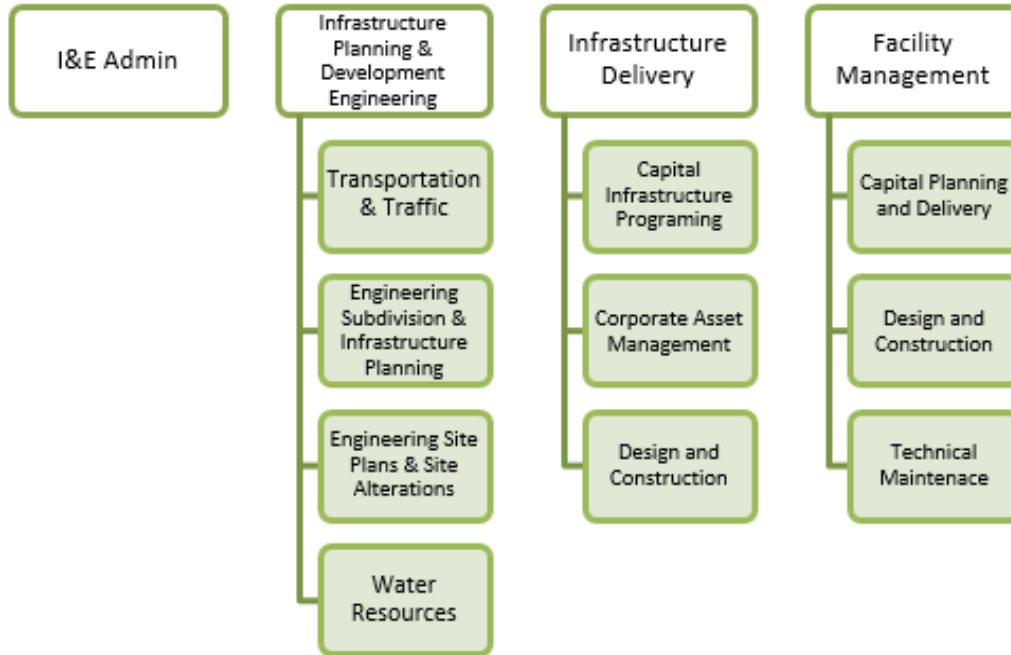 I&E Admin
Infrastructure
Planning &
Development
Engineering
Transportation
& Traffic
Engineering
Subdivision &
Infrastructure
Planning
Engineering Site
Plans & Site
Alterations
Water
Resources
Infrastructure
Delivery
Capital
Infrastructure
Programing
Corporate Asset
Management
Design and
Construction
Facility
Management
Capital Planning
and Delivery
Design and
Construction
Technical
Maintenace